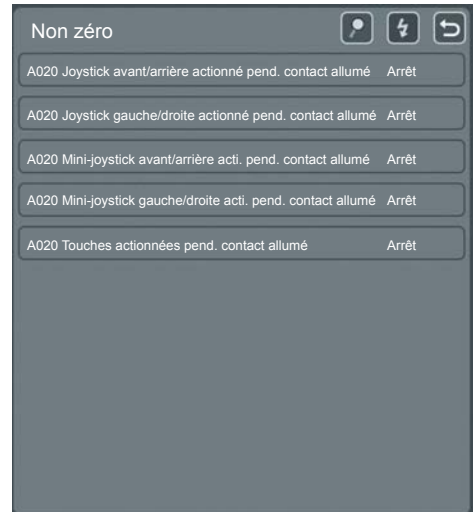 Non zéro
A020 Joystick avant/arrière actionné pend. contact allumé Arrêt
A020 Joystick gauche/droite actionné pend. contact allumé Arrêt
A020 Mini-joystick avant/arrière acti. pend. contact allumé Arrêt
A020 Mini-joystick gauche/droite acti. pend. contact allumé Arrêt
A020 Touches actionnées pend. contact allumé Arrêt